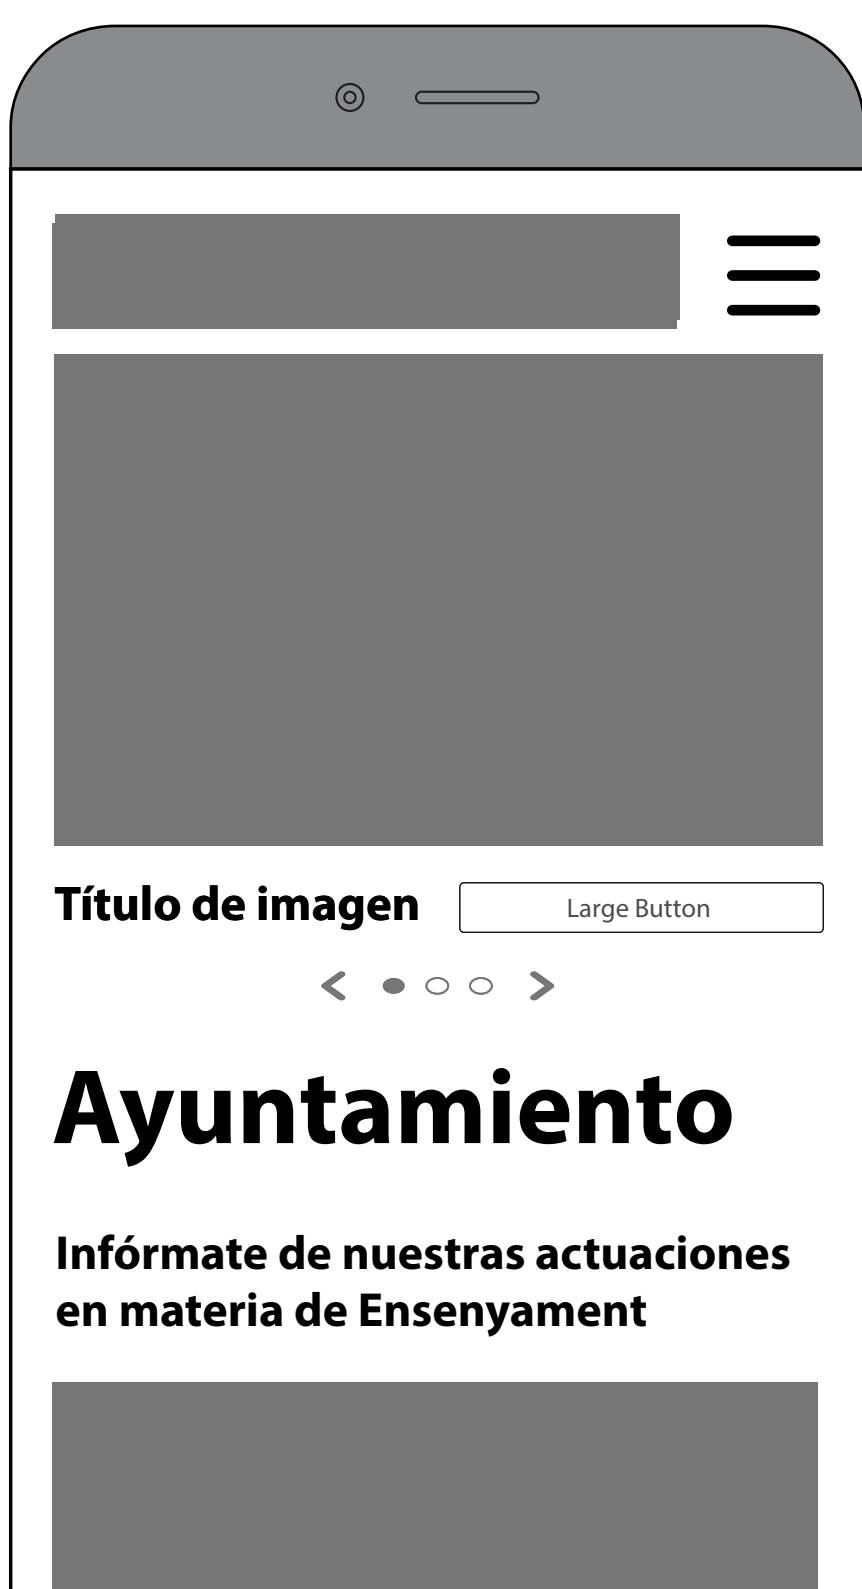 Título de imagen
Large Button
Ayuntamiento
Infórmate de nuestras actuaciones
en materia de Ensenyament